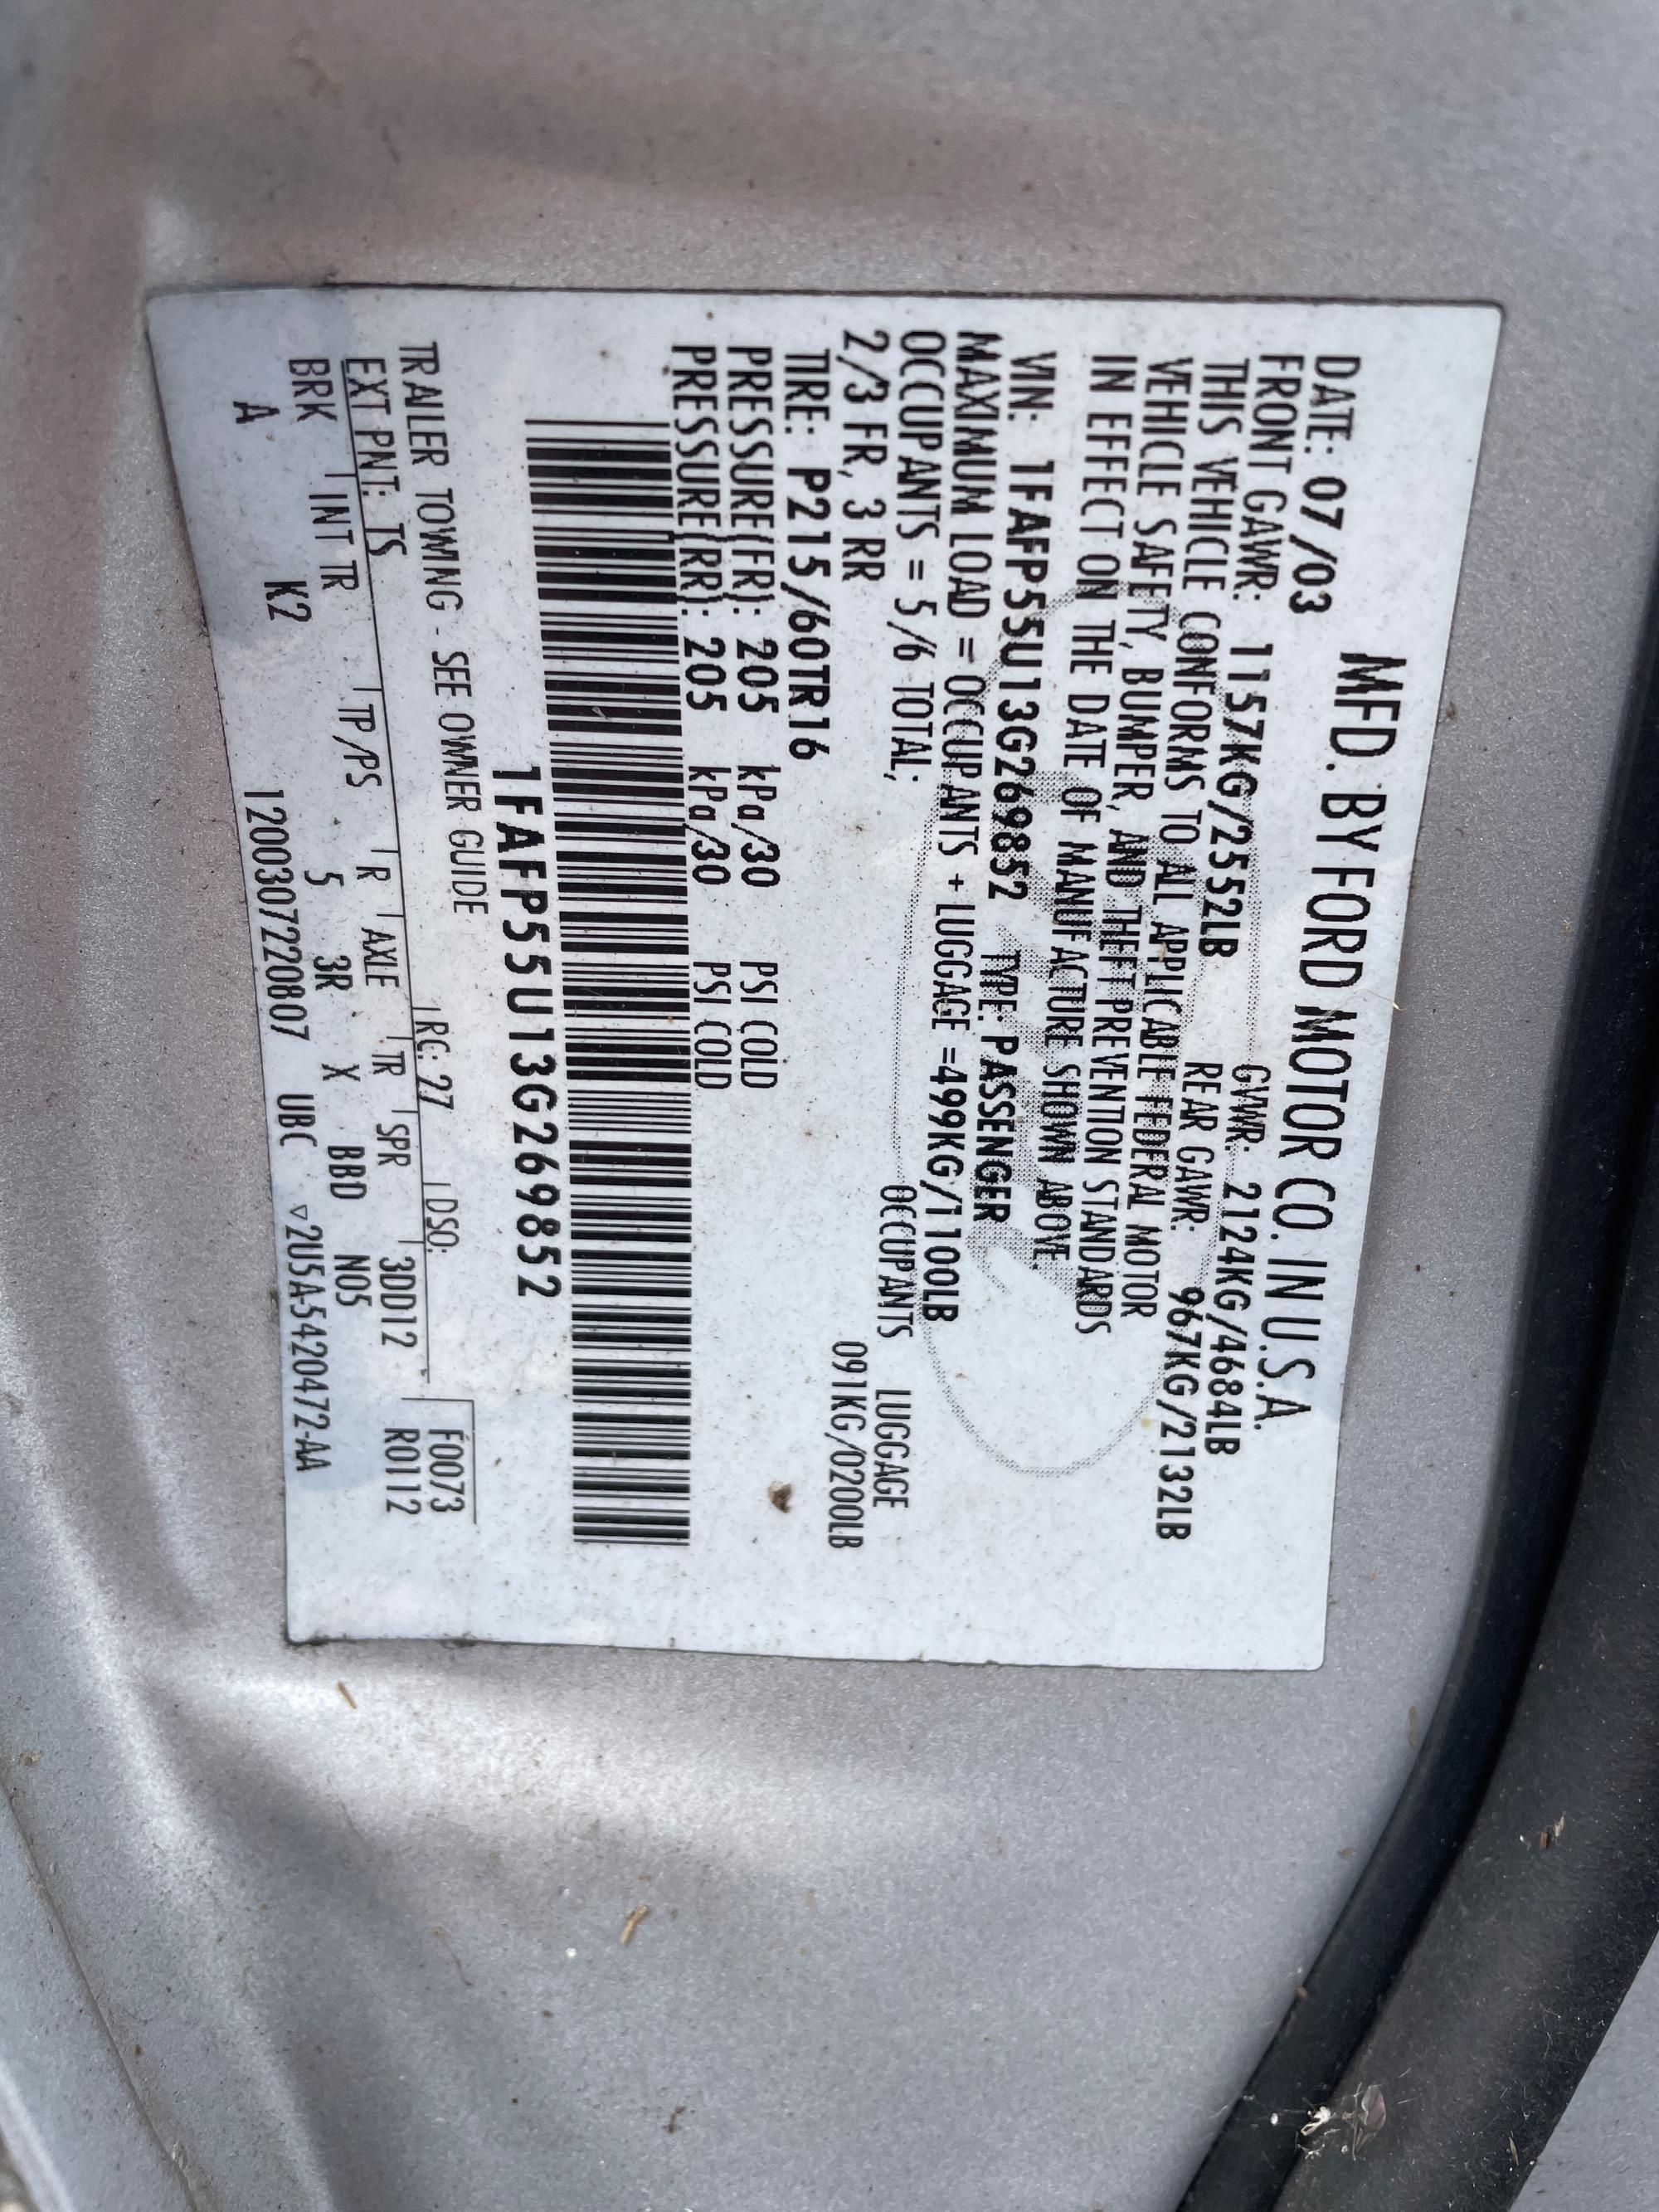 MFD. BY FORD MOTOR CO. IN U.S.A.
DATE: 07/03 GVWR: 2124KG/4684LB
FRONT GAWR: 1157KG/2552LB REAR GAWR: 967KG/2132LB
THIS VEHICLE CONFORMS TO ALL APPLICABLE FEDERAL MOTOR
VEHICLE SAFETY, BUMPER, AND THEFT PREVENTION STANDARDS
IN EFFECT ON THE DATE OF MANUFACTURE SHOWN ABOVE.
VIN: 1FAFP55U13G269852 TYPE: PASSENGER
MAXIMUM LOAD = OCCUPANTS + LUGGAGE =499KG/1100LB
OCCUPANTS = 5/6 TOTAL; OCCUPANTS LUGGAGE
2/3 FR, 3 RR 091KG/0200LB
TIRE: P215/60TR16
PRESSURE(FR): 205 kPa/30 PSI COLD
PRESSURE(RR): 205 kPa/30 PSI COLD
1FAFP55U13G269852
TRAILER TOWING - SEE OWNER GUIDE
F0073
EXT PNT: TS RC: 27 DSO: R0112
BRK INT TR TP/PS R AXLE TR SPR 3DD12
A K2 5 3R X BBD N05
1200307220807 UBC ▽2U5A-5420472-AA